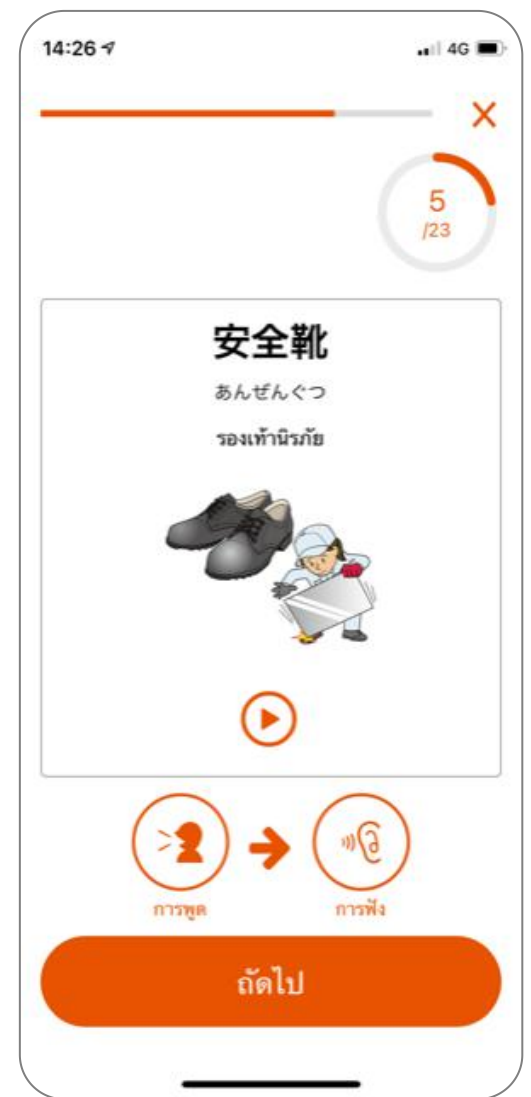 14:26
4G
5
/23
安全靴
あんぜんぐつ
รองเท้านิรภัย
การพูด
การฟัง
ถัดไป